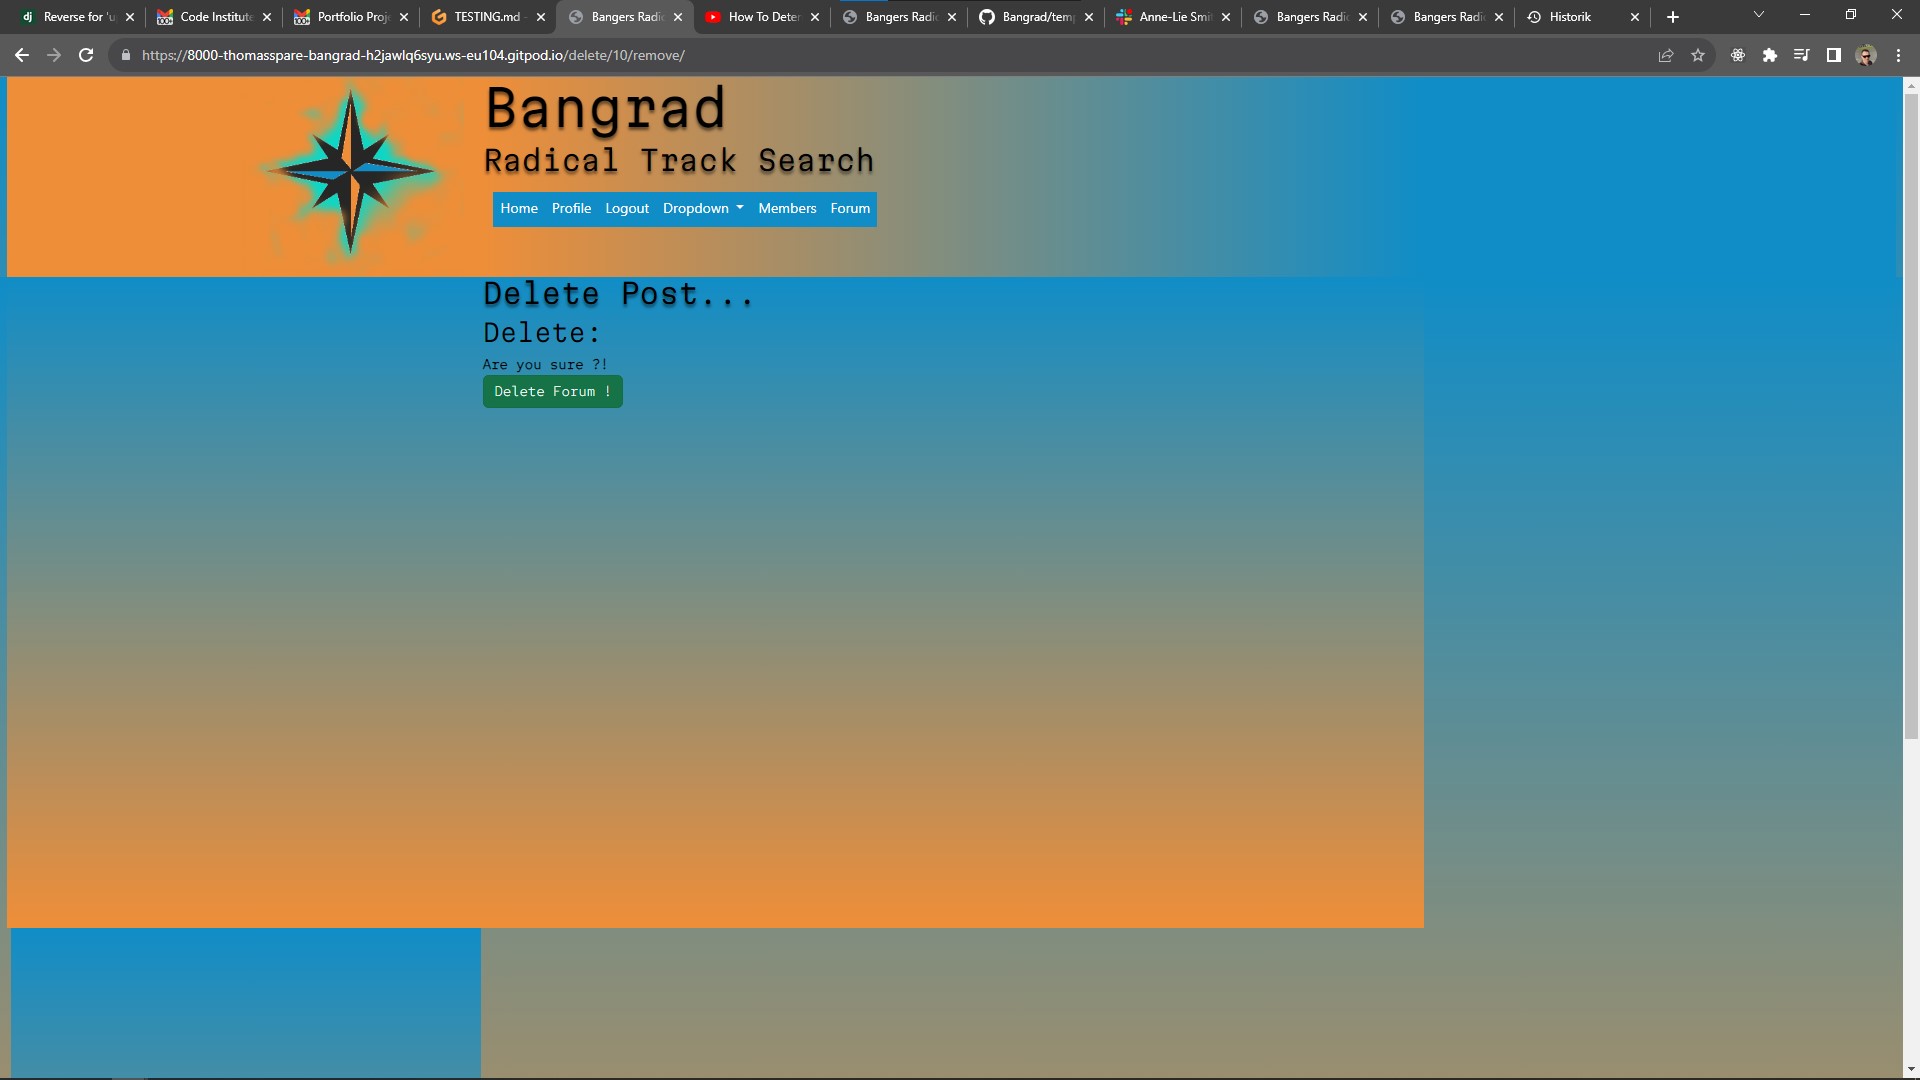 Reverse for 'u
Code Institute
Portfolio Proj
TESTING.md
Bangers Radi
How To Deter
Bangers Radi
Bangrad/temp
Anne-Lie Smit
Bangers Radi
Bangers Radi
Historik
https://8000-thomasspare-bangrad-h2jawlq6syu.ws-eu104.gitpod.io/delete/10/remove/
Bangrad
Radical Track Search
Home Profile Logout Dropdown Members Forum
Delete Post...
Delete:
Are you sure ?!
Delete Forum !